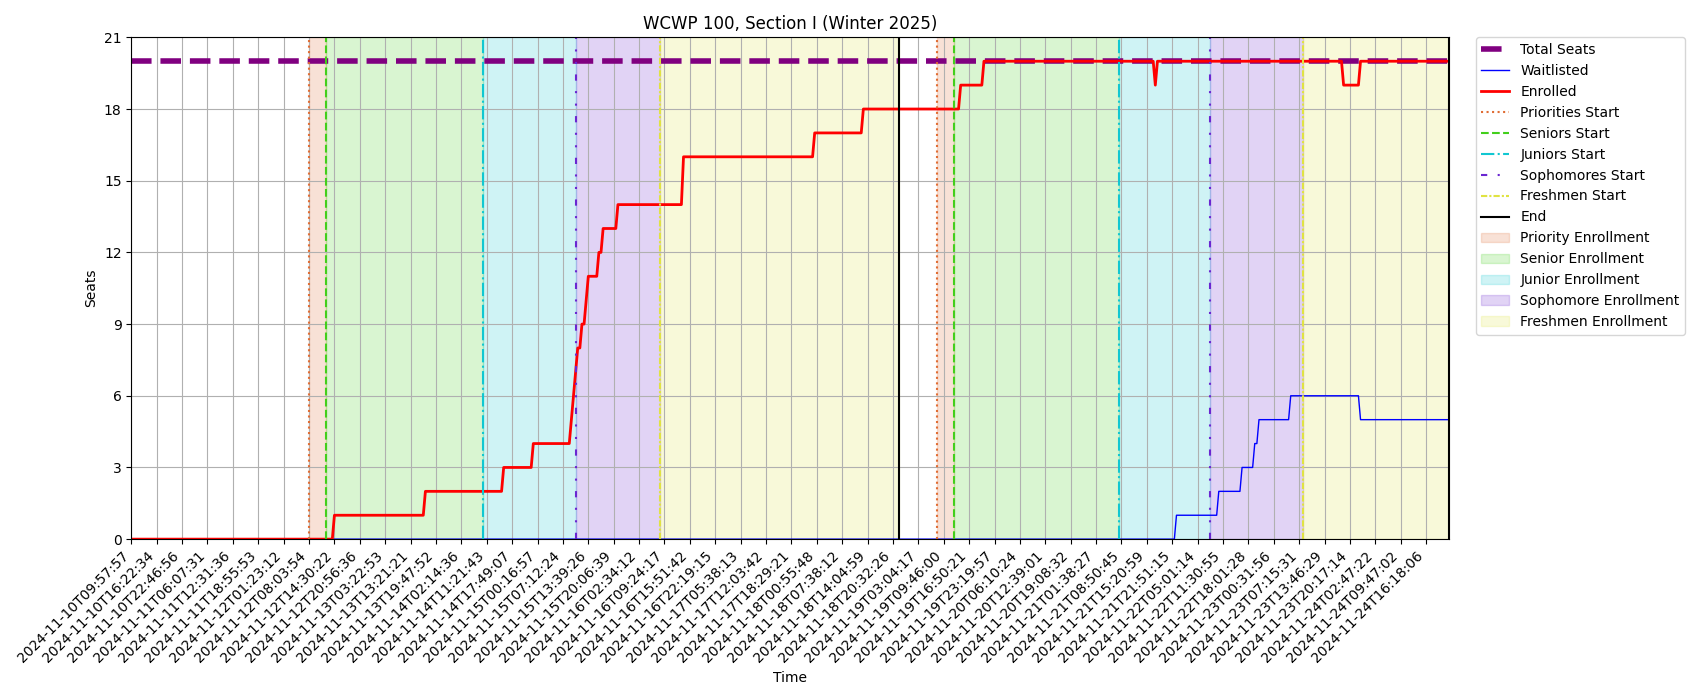 WCWP 100, Section I (Winter 2025)
Seats
21
18
15
12
9
6
3
0
2024-11-10T09:57:57
2024-11-10T16:22:34
2024-11-10T22:46:56
2024-11-11T06:07:31
2024-11-11T12:31:36
2024-11-11T18:55:53
2024-11-12T01:23:12
2024-11-12T08:03:54
2024-11-12T14:30:22
2024-11-12T20:56:36
2024-11-13T03:22:53
2024-11-13T13:21:21
2024-11-13T19:47:52
2024-11-14T02:14:36
2024-11-14T11:21:43
2024-11-14T17:49:07
2024-11-15T00:16:57
2024-11-15T07:12:24
2024-11-15T13:39:26
2024-11-15T20:06:39
2024-11-16T02:34:12
2024-11-16T09:24:17
2024-11-16T15:51:42
2024-11-16T22:19:15
2024-11-17T05:38:13
2024-11-17T12:03:42
2024-11-17T18:29:21
2024-11-18T00:55:48
2024-11-18T07:38:12
2024-11-18T14:04:59
2024-11-18T20:32:26
2024-11-19T03:04:17
2024-11-19T09:46:00
2024-11-19T16:50:21
2024-11-19T23:19:57
2024-11-20T06:10:24
2024-11-20T12:39:01
2024-11-20T19:08:32
2024-11-21T01:38:27
2024-11-21T08:50:45
2024-11-21T15:20:59
2024-11-21T21:51:15
2024-11-22T05:01:14
2024-11-22T11:30:55
2024-11-22T18:01:28
2024-11-23T00:31:56
2024-11-23T07:15:31
2024-11-23T13:46:29
2024-11-23T20:17:14
2024-11-24T02:47:22
2024-11-24T09:47:02
2024-11-24T16:18:06
Time
Total Seats
Waitlisted
Enrolled
Priorities Start
Seniors Start
Juniors Start
Sophomores Start
Freshmen Start
End
Priority Enrollment
Senior Enrollment
Junior Enrollment
Sophomore Enrollment
Freshmen Enrollment